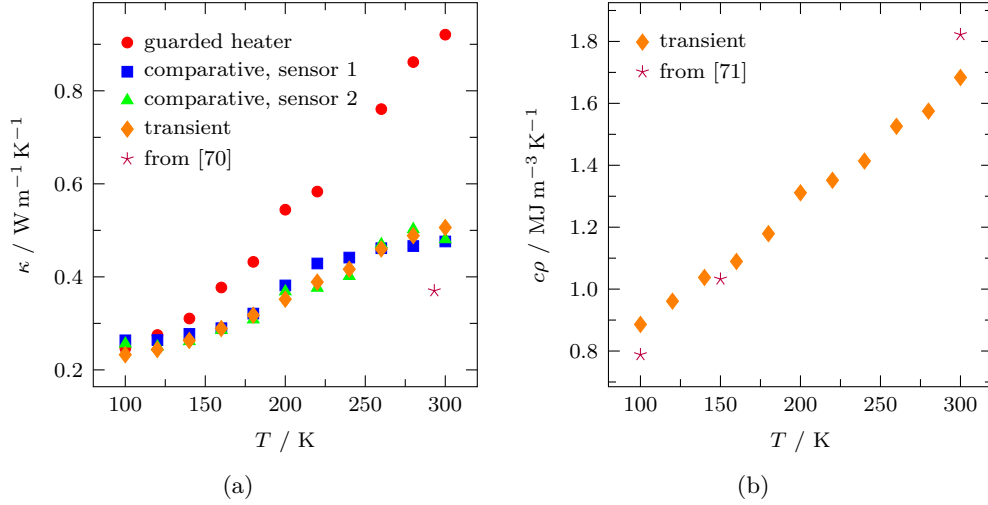 guarded heater
comparative, sensor 1
comparative, sensor 2
transient
from [70]
0.8
0.6
0.4
0.2
κ / W m⁻¹ K⁻¹
100 150 200 250 300
T / K
(a)
transient
from [71]
1.8
1.6
1.4
1.2
1.0
0.8
cρ / MJ m⁻³ K⁻¹
100 150 200 250 300
T / K
(b)